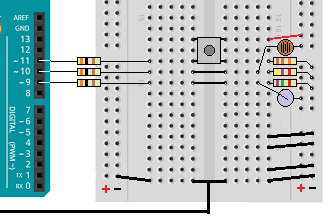 AREF
GND
13
12
~11
~10
~9
8
7
~6
~5
4
~3
2
TX 1
RX 0
DIGITAL (PWM ~)
+ -
+ -